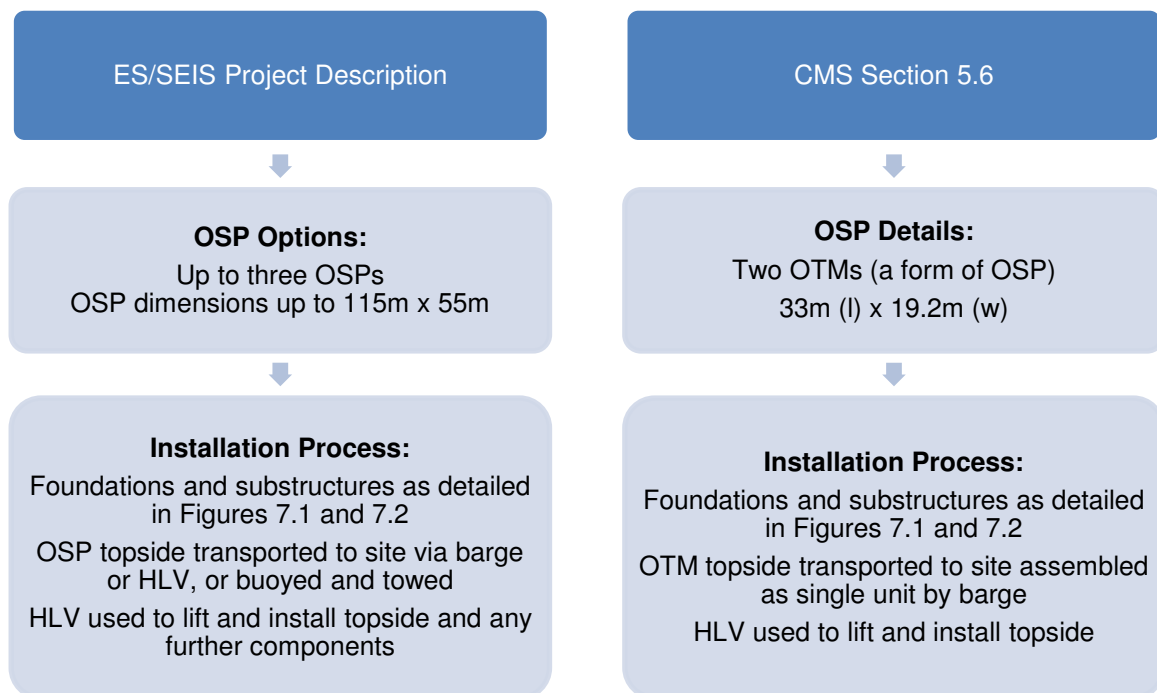 ES/SEIS Project Description
OSP Options:
Up to three OSPs
OSP dimensions up to 115m x 55m
Installation Process:
Foundations and substructures as detailed
in Figures 7.1 and 7.2
OSP topside transported to site via barge
or HLV, or buoyed and towed
HLV used to lift and install topside and any
further components
CMS Section 5.6
OSP Details:
Two OTMs (a form of OSP)
33m (l) x 19.2m (w)
Installation Process:
Foundations and substructures as detailed
in Figures 7.1 and 7.2
OTM topside transported to site assembled
as single unit by barge
HLV used to lift and install topside